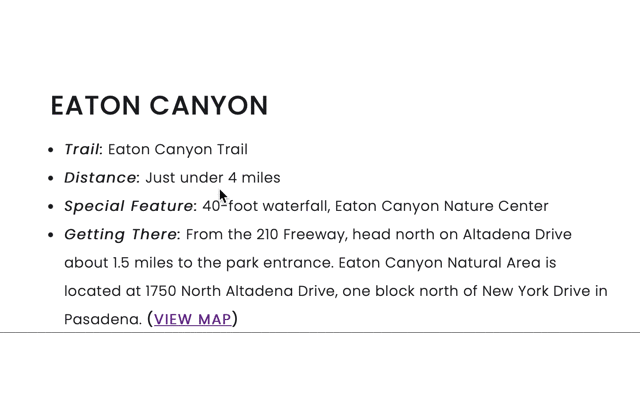 EATON CANYON
• Trail: Eaton Canyon Trail
• Distance: Just under 4 miles
• Special Feature: 40-foot waterfall, Eaton Canyon Nature Center
• Getting There: From the 210 Freeway, head north on Altadena Drive
about 1.5 miles to the park entrance. Eaton Canyon Natural Area is
located at 1750 North Altadena Drive, one block north of New York Drive in
Pasadena. (VIEW MAP)